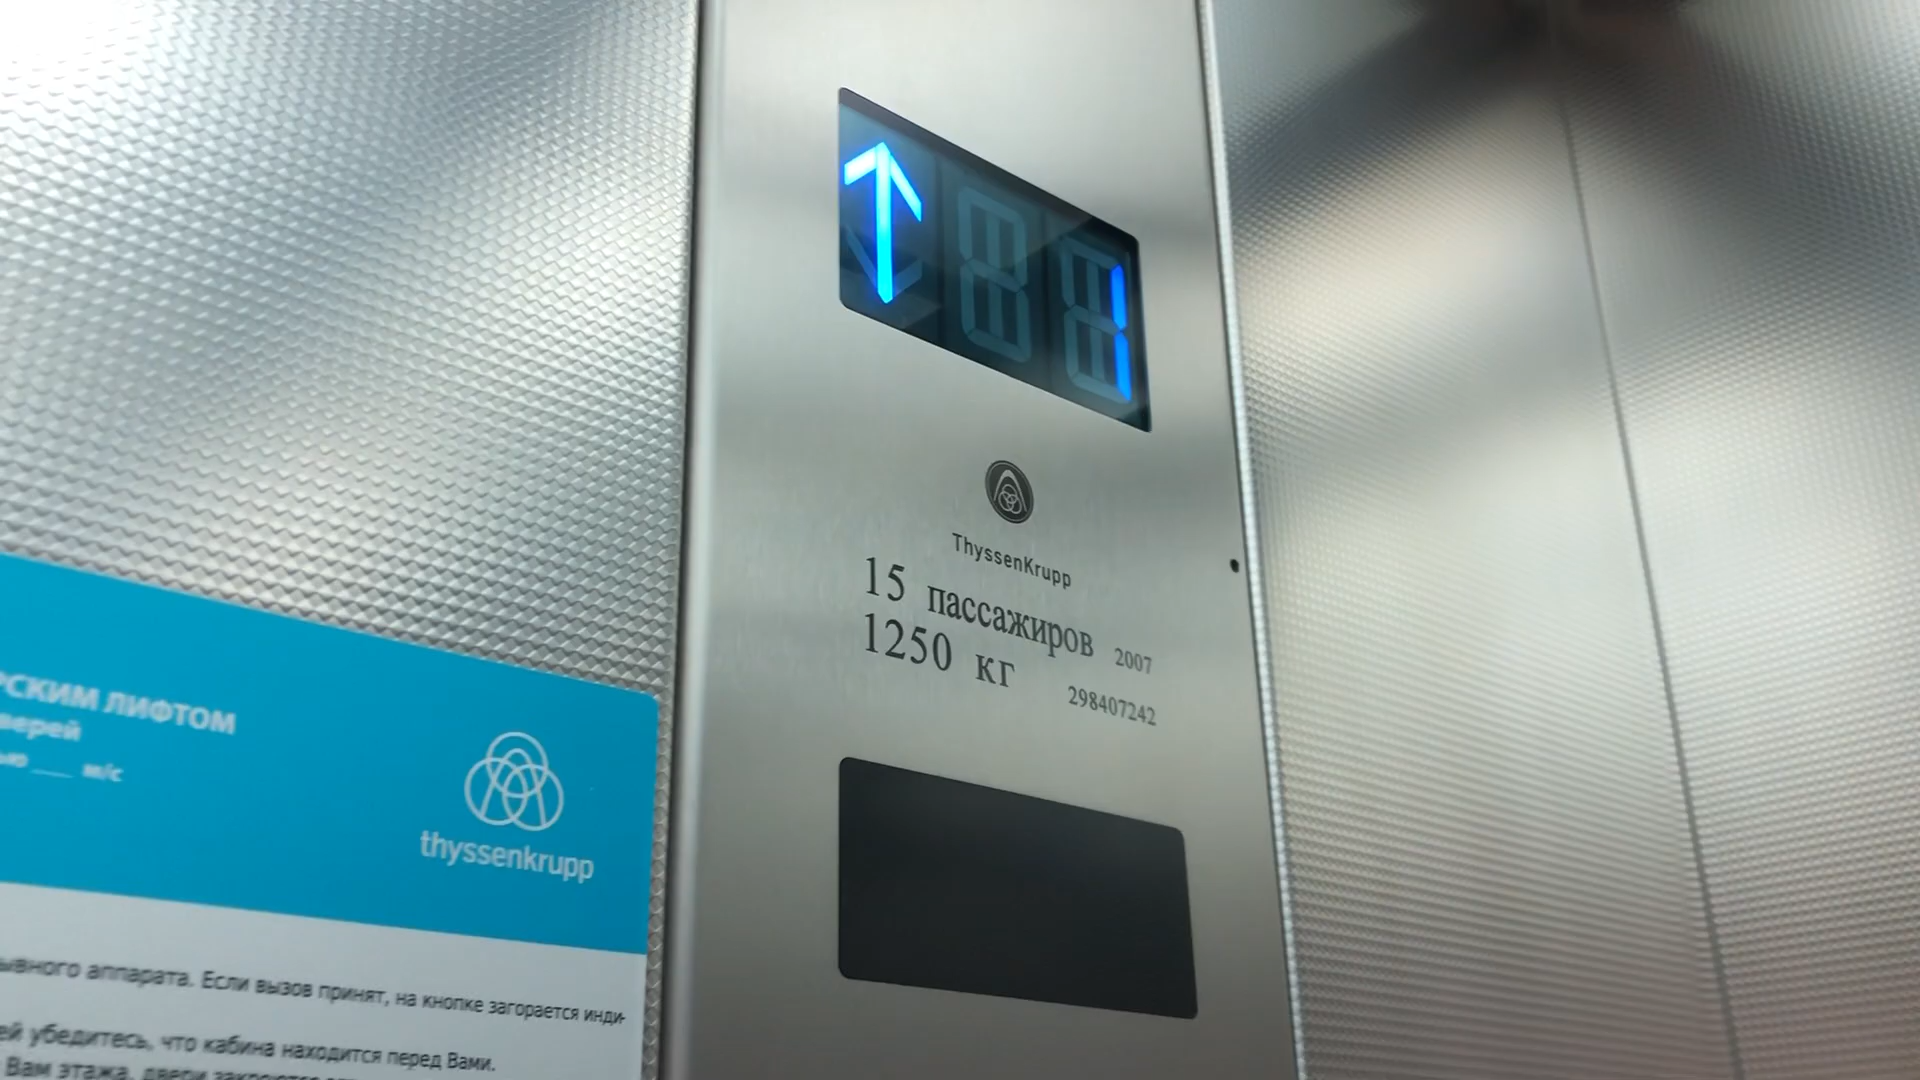 1
ThyssenKrupp
15 пассажиров 2007
1250 кг 298407242
РСКИМ ЛИФТОМ
верей
м/с
thyssenkrupp
ывного аппарата. Если вызов принят, на кнопке загорается инди-
ей убедитесь, что кабина находится перед Вами.
Вам этажа, двери закроются